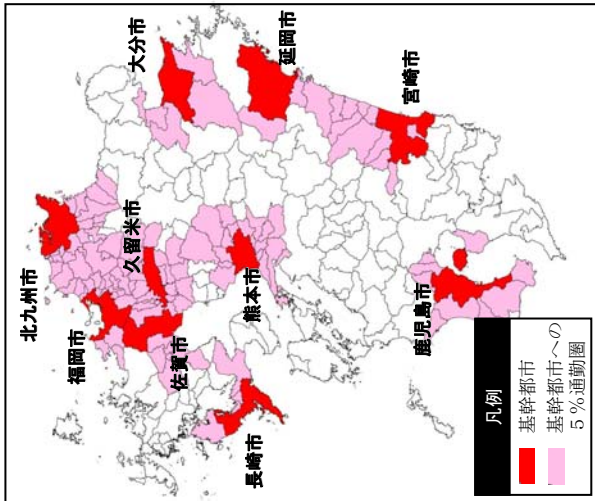 北九州市
福岡市
大分市
久留米市
佐賀市
延岡市
長崎市
熊本市
宮崎市
鹿児島市
凡例
基幹都市
基幹都市への
5%通勤圏